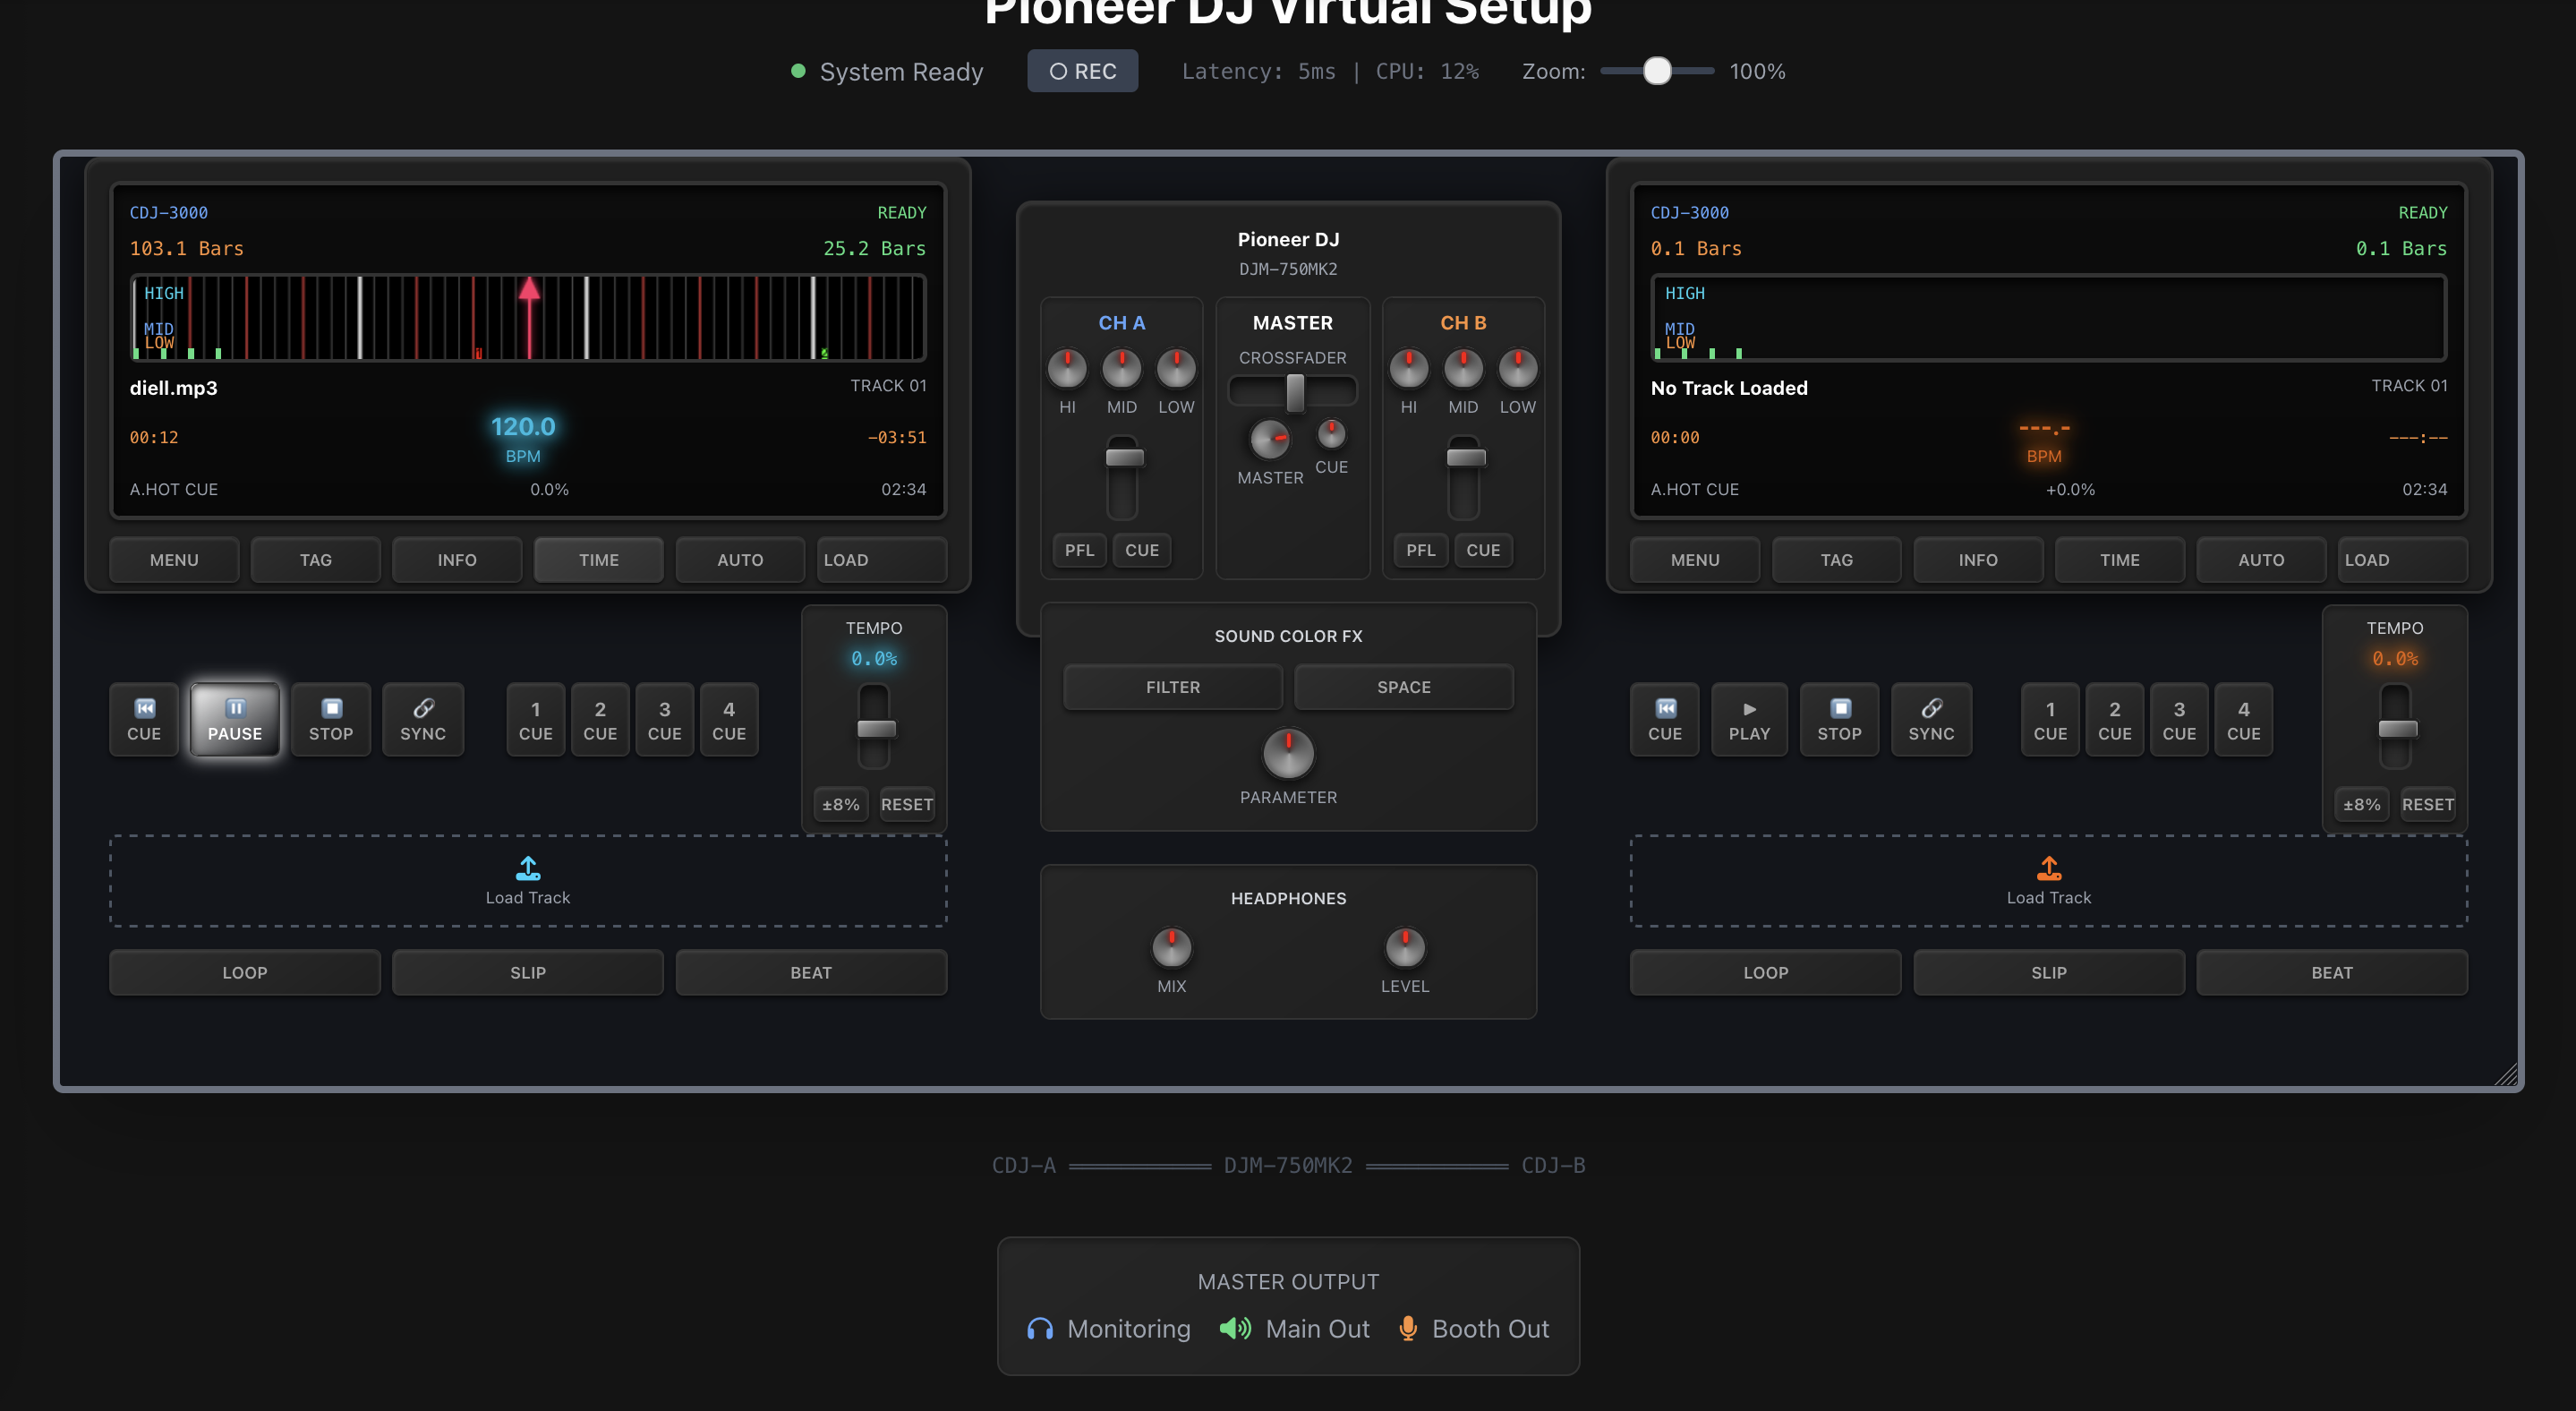 Pioneer DJ Virtual Setup
System Ready
REC
Latency: 5ms | CPU: 12%
Zoom:
100%
CDJ-3000
READY
103.1 Bars
25.2 Bars
HIGH
MID
LOW
diell.mp3
TRACK 01
00:12
120.0
BPM
-03:51
A.HOT CUE
0.0%
02:34
MENU
TAG
INFO
TIME
AUTO
LOAD
TEMPO
0.0%
CUE
PAUSE
STOP
SYNC
1
CUE
2
CUE
3
CUE
4
CUE
±8%
RESET
Load Track
LOOP
SLIP
BEAT
Pioneer DJ
DJM-750MK2
CH A
HI
MID
LOW
PFL
CUE
MASTER
CROSSFADER
MASTER
CUE
CH B
HI
MID
LOW
PFL
CUE
SOUND COLOR FX
FILTER
SPACE
PARAMETER
HEADPHONES
MIX
LEVEL
CDJ-3000
READY
0.1 Bars
0.1 Bars
HIGH
MID
LOW
No Track Loaded
TRACK 01
00:00
---.-
BPM
---:--
A.HOT CUE
+0.0%
02:34
MENU
TAG
INFO
TIME
AUTO
LOAD
TEMPO
0.0%
CUE
PLAY
STOP
SYNC
1
CUE
2
CUE
3
CUE
4
CUE
±8%
RESET
Load Track
LOOP
SLIP
BEAT
CDJ-A
DJM-750MK2
CDJ-B
MASTER OUTPUT
Monitoring
Main Out
Booth Out